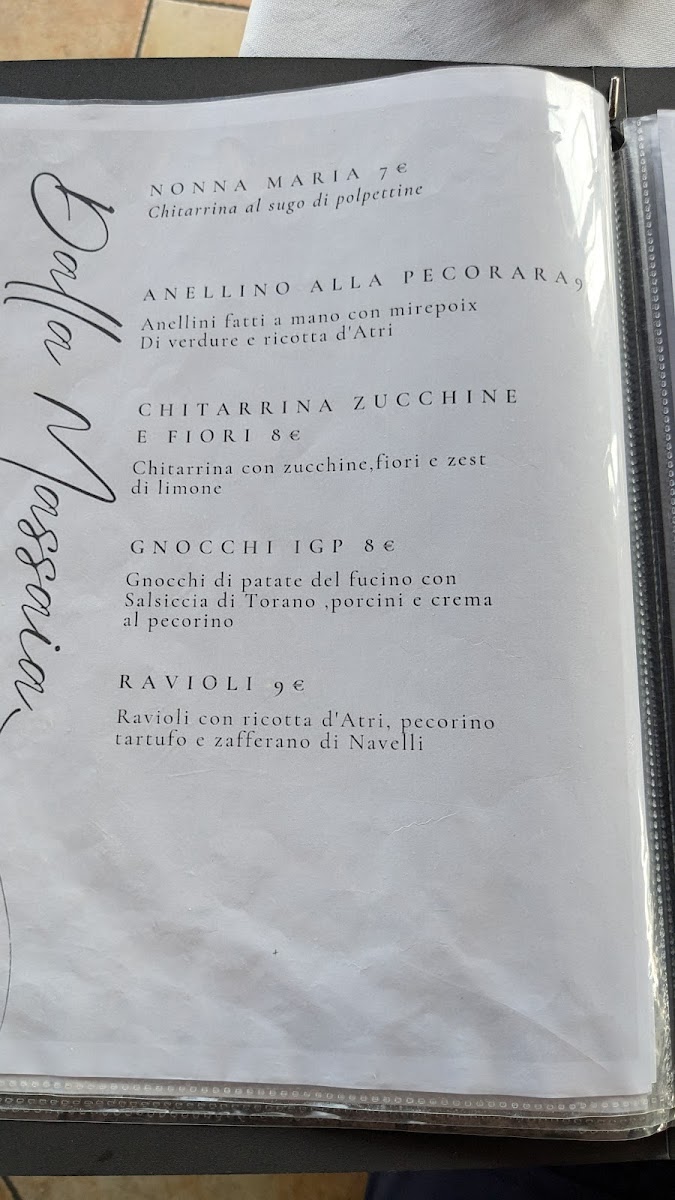 Dalla Massaia
NONNA MARIA 7€
Chitarrina al sugo di polpettine
ANELLINO ALLA PECORARA 9
Anellini fatti a mano con mirepoix
Di verdure e ricotta d'Atri
CHITARRINA ZUCCHINE
E FIORI 8€
Chitarrina con zucchine,fiori e zest
di limone
GNOCCHI IGP 8€
Gnocchi di patate del fucino con
Salsiccia di Torano ,porcini e crema
al pecorino
RAVIOLI 9€
Ravioli con ricotta d'Atri, pecorino
tartufo e zafferano di Navelli